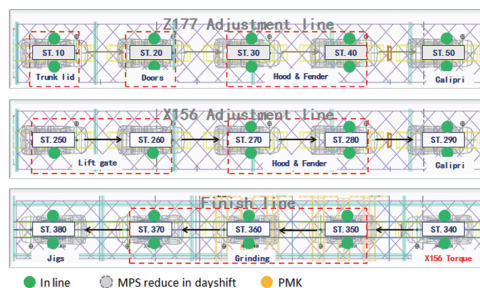 Z177 Adjustment line
ST.10 ST.20 ST.30 ST.40 ST.50
Trunk lid Doors Hood & Fender Calipri
X156 Adjustment line
ST.250 ST.260 ST.270 ST.280 ST.290
Lift gate Hood & Fender Calipri
Finish line
ST.380 ST.370 ST.360 ST.350 ST.340
Jigs Grinding X156 Torque
In line MPS reduce in dayshift PMK